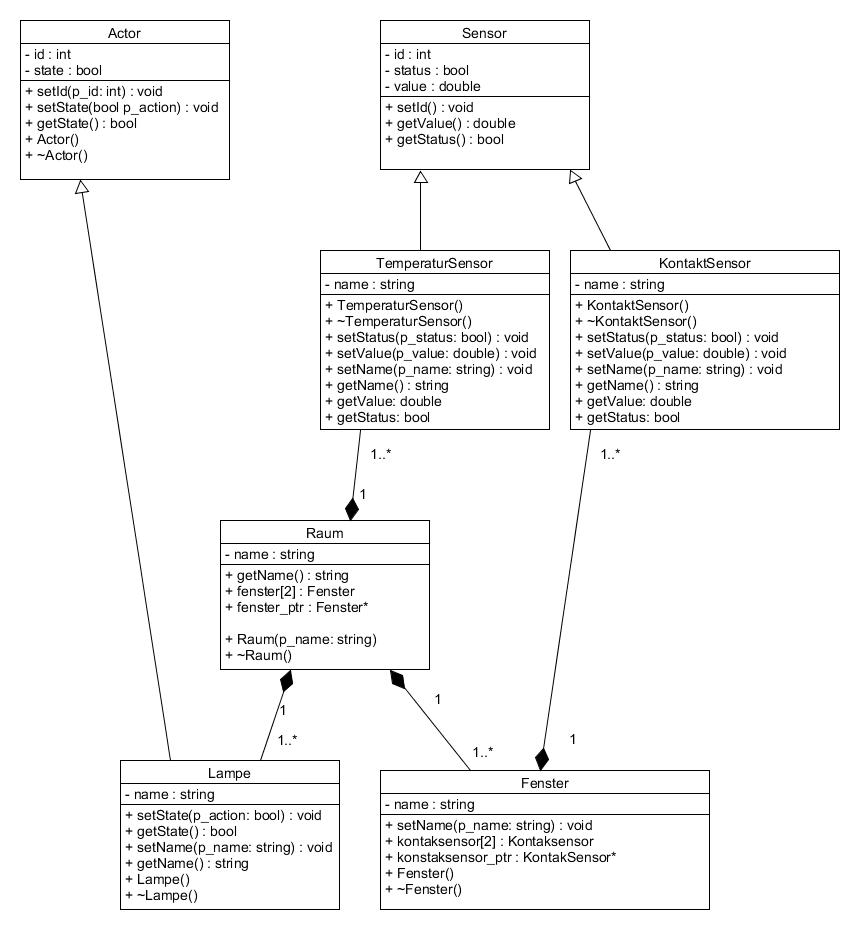 Actor
- id : int
- state : bool
+ setId(p_id: int) : void
+ setState(bool p_action) : void
+ getState() : bool
+ Actor()
+ ~Actor()
Sensor
- id : int
- status : bool
- value : double
+ setId() : void
+ getValue() : double
+ getStatus() : bool
TemperaturSensor
- name : string
+ TemperaturSensor()
+ ~TemperaturSensor()
+ setStatus(p_status: bool) : void
+ setValue(p_value: double) : void
+ setName(p_name: string) : void
+ getName() : string
+ getValue: double
+ getStatus: bool
KontaktSensor
- name : string
+ KontaktSensor()
+ ~KontaktSensor()
+ setStatus(p_status: bool) : void
+ setValue(p_value: double) : void
+ setName(p_name: string) : void
+ getName() : string
+ getValue: double
+ getStatus: bool
1..*
1..*
1
Raum
- name : string
+ getName() : string
+ fenster[2] : Fenster
+ fenster_ptr : Fenster*
+ Raum(p_name: string)
+ ~Raum()
1
1
1..*
1..*
1
Lampe
- name : string
+ setState(p_action: bool) : void
+ getState() : bool
+ setName(p_name: string) : void
+ getName() : string
+ Lampe()
+ ~Lampe()
Fenster
- name : string
+ setName(p_name: string) : void
+ kontaksensor[2] : Kontaksensor
+ konstaksensor_ptr : KontakSensor*
+ Fenster()
+ ~Fenster()